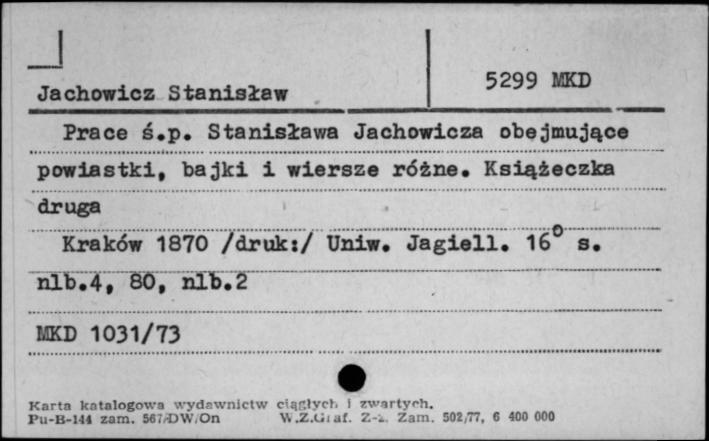 5299 MKD
Jachowicz Stanisław
Prace ś.p. Stanisława Jachowicza obejmujące
powiastki, bajki i wiersze różne. Książeczka
druga
Kraków 1870 /druk:/ Uniw. Jagiell. 16° s.
nlb.4, 80, nlb.2
MKD 1031/73
Karta katalogowa wydawnictw ciągłych i zwartych.
Pu-B-144 zam. 567/DW/On W.Z.Graf. Z-2. Zam. 502/77, 6 400 000